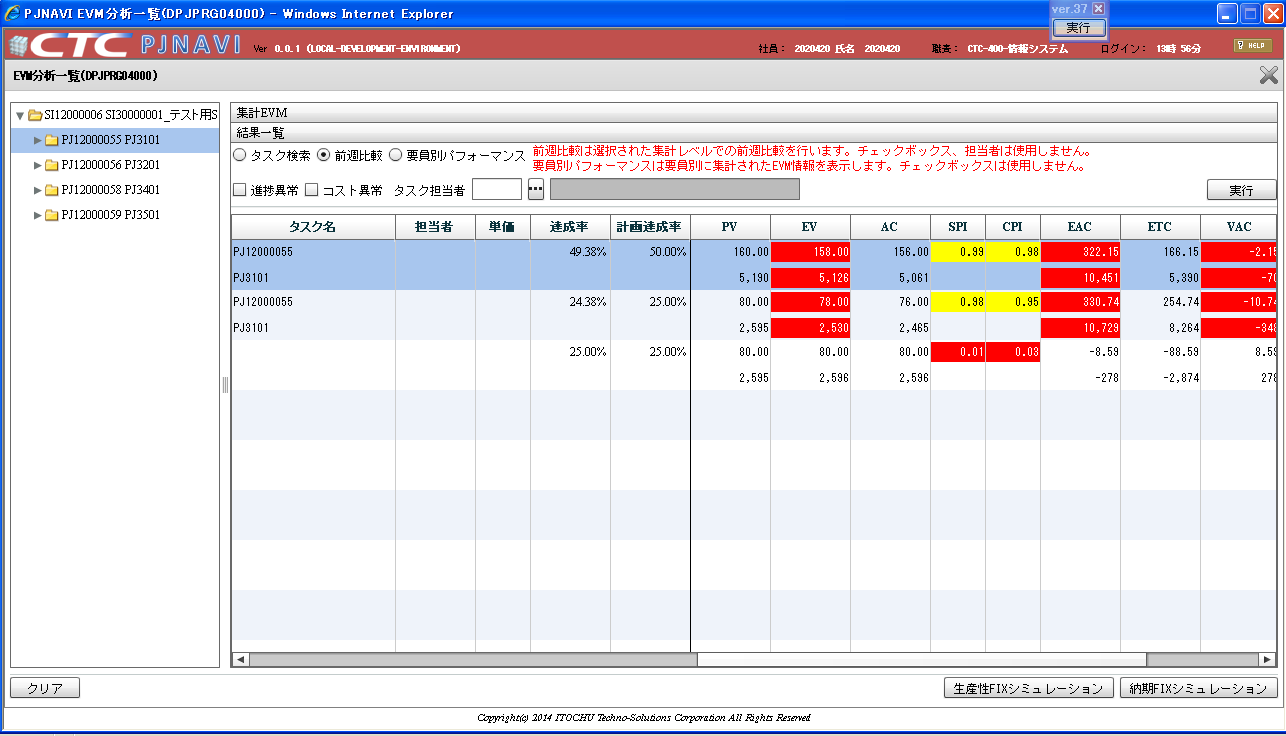 PJNAVI EVM分析一覧(DPJPRG04000) - Windows Internet Explorer
ver.37
実行
CTC PJNAVI Ver 0.0.1 (LOCAL-DEVELOPMENT-ENVIRONMENT)
社員: 2020420 氏名 2020420 職責: CTC-400-情報システム ログイン: 13時 56分
HELP
EVM分析一覧(DPJPRG04000)
SI12000006 SI30000001_テスト用S
PJ12000055 PJ3101
PJ12000056 PJ3201
PJ12000058 PJ3401
PJ12000059 PJ3501
集計EVM
結果一覧
タスク検索 前週比較 要員別パフォーマンス
前週比較は選択された集計レベルでの前週比較を行います。チェックボックス、担当者は使用しません。
要員別パフォーマンスは要員別に集計されたEVM情報を表示します。チェックボックスは使用しません。
進捗異常 コスト異常 タスク担当者 ... 実行
タスク名 担当者 単価 達成率 計画達成率 PV EV AC SPI CPI EAC ETC VAC
PJ12000055 49.38% 50.00% 160.00 158.00 156.00 0.99 0.98 322.15 166.15 -2.15
PJ3101 5,190 5,126 5,061 10,451 5,390 -70
PJ12000055 24.38% 25.00% 80.00 78.00 76.00 0.98 0.95 330.74 254.74 -10.74
PJ3101 2,595 2,530 2,465 10,729 8,264 -348
25.00% 25.00% 80.00 80.00 80.00 0.01 0.03 -8.59 -88.59 8.59
2,595 2,596 2,596 -278 -2,874 278
クリア 生産性FIXシミュレーション 納期FIXシミュレーション
Copyright(c) 2014 ITOCHU Techno-Solutions Corporation All Rights Reserved